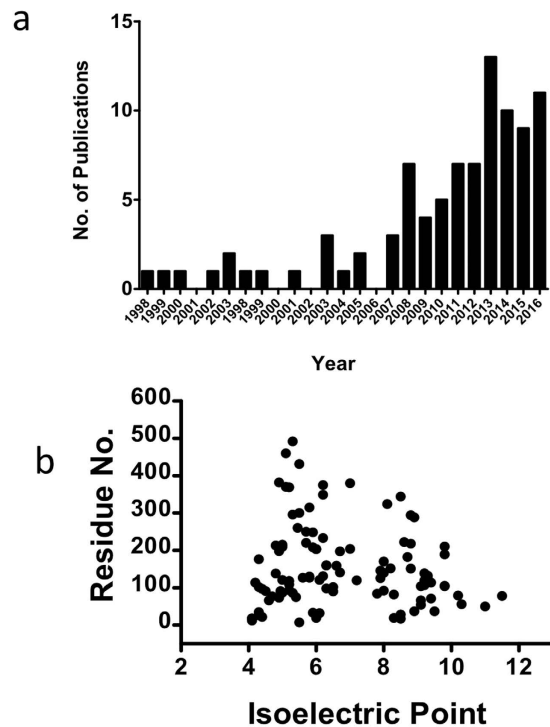 a
15
10
5
0
No. of Publications
1998 1999 2000 2001 2002 2003 1998 1999 2000 2001 2002 2003 2004 2005 2006 2007 2008 2009 2010 2011 2012 2013 2014 2015 2016
Year
b
600
500
400
300
200
100
0
Residue No.
2 4 6 8 10 12
Isoelectric Point